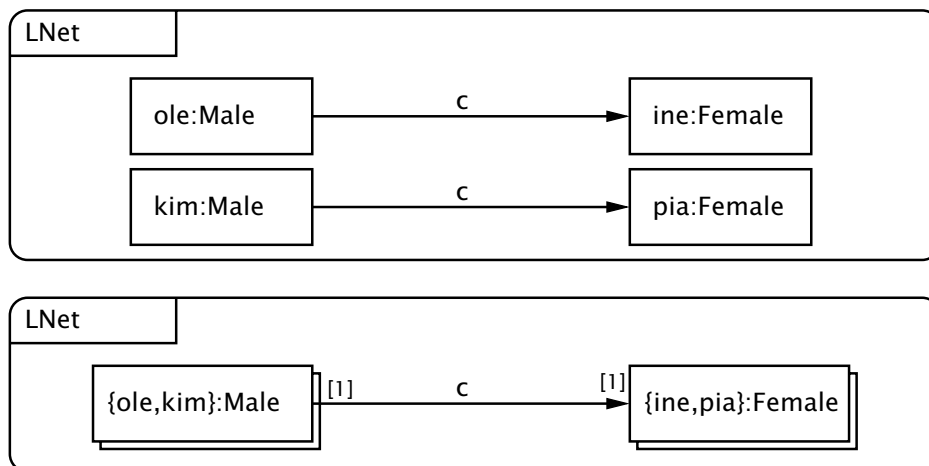 LNet
c
ole:Male ine:Female
c
kim:Male pia:Female
LNet
{ole,kim}:Male [1] c [1] {ine,pia}:Female